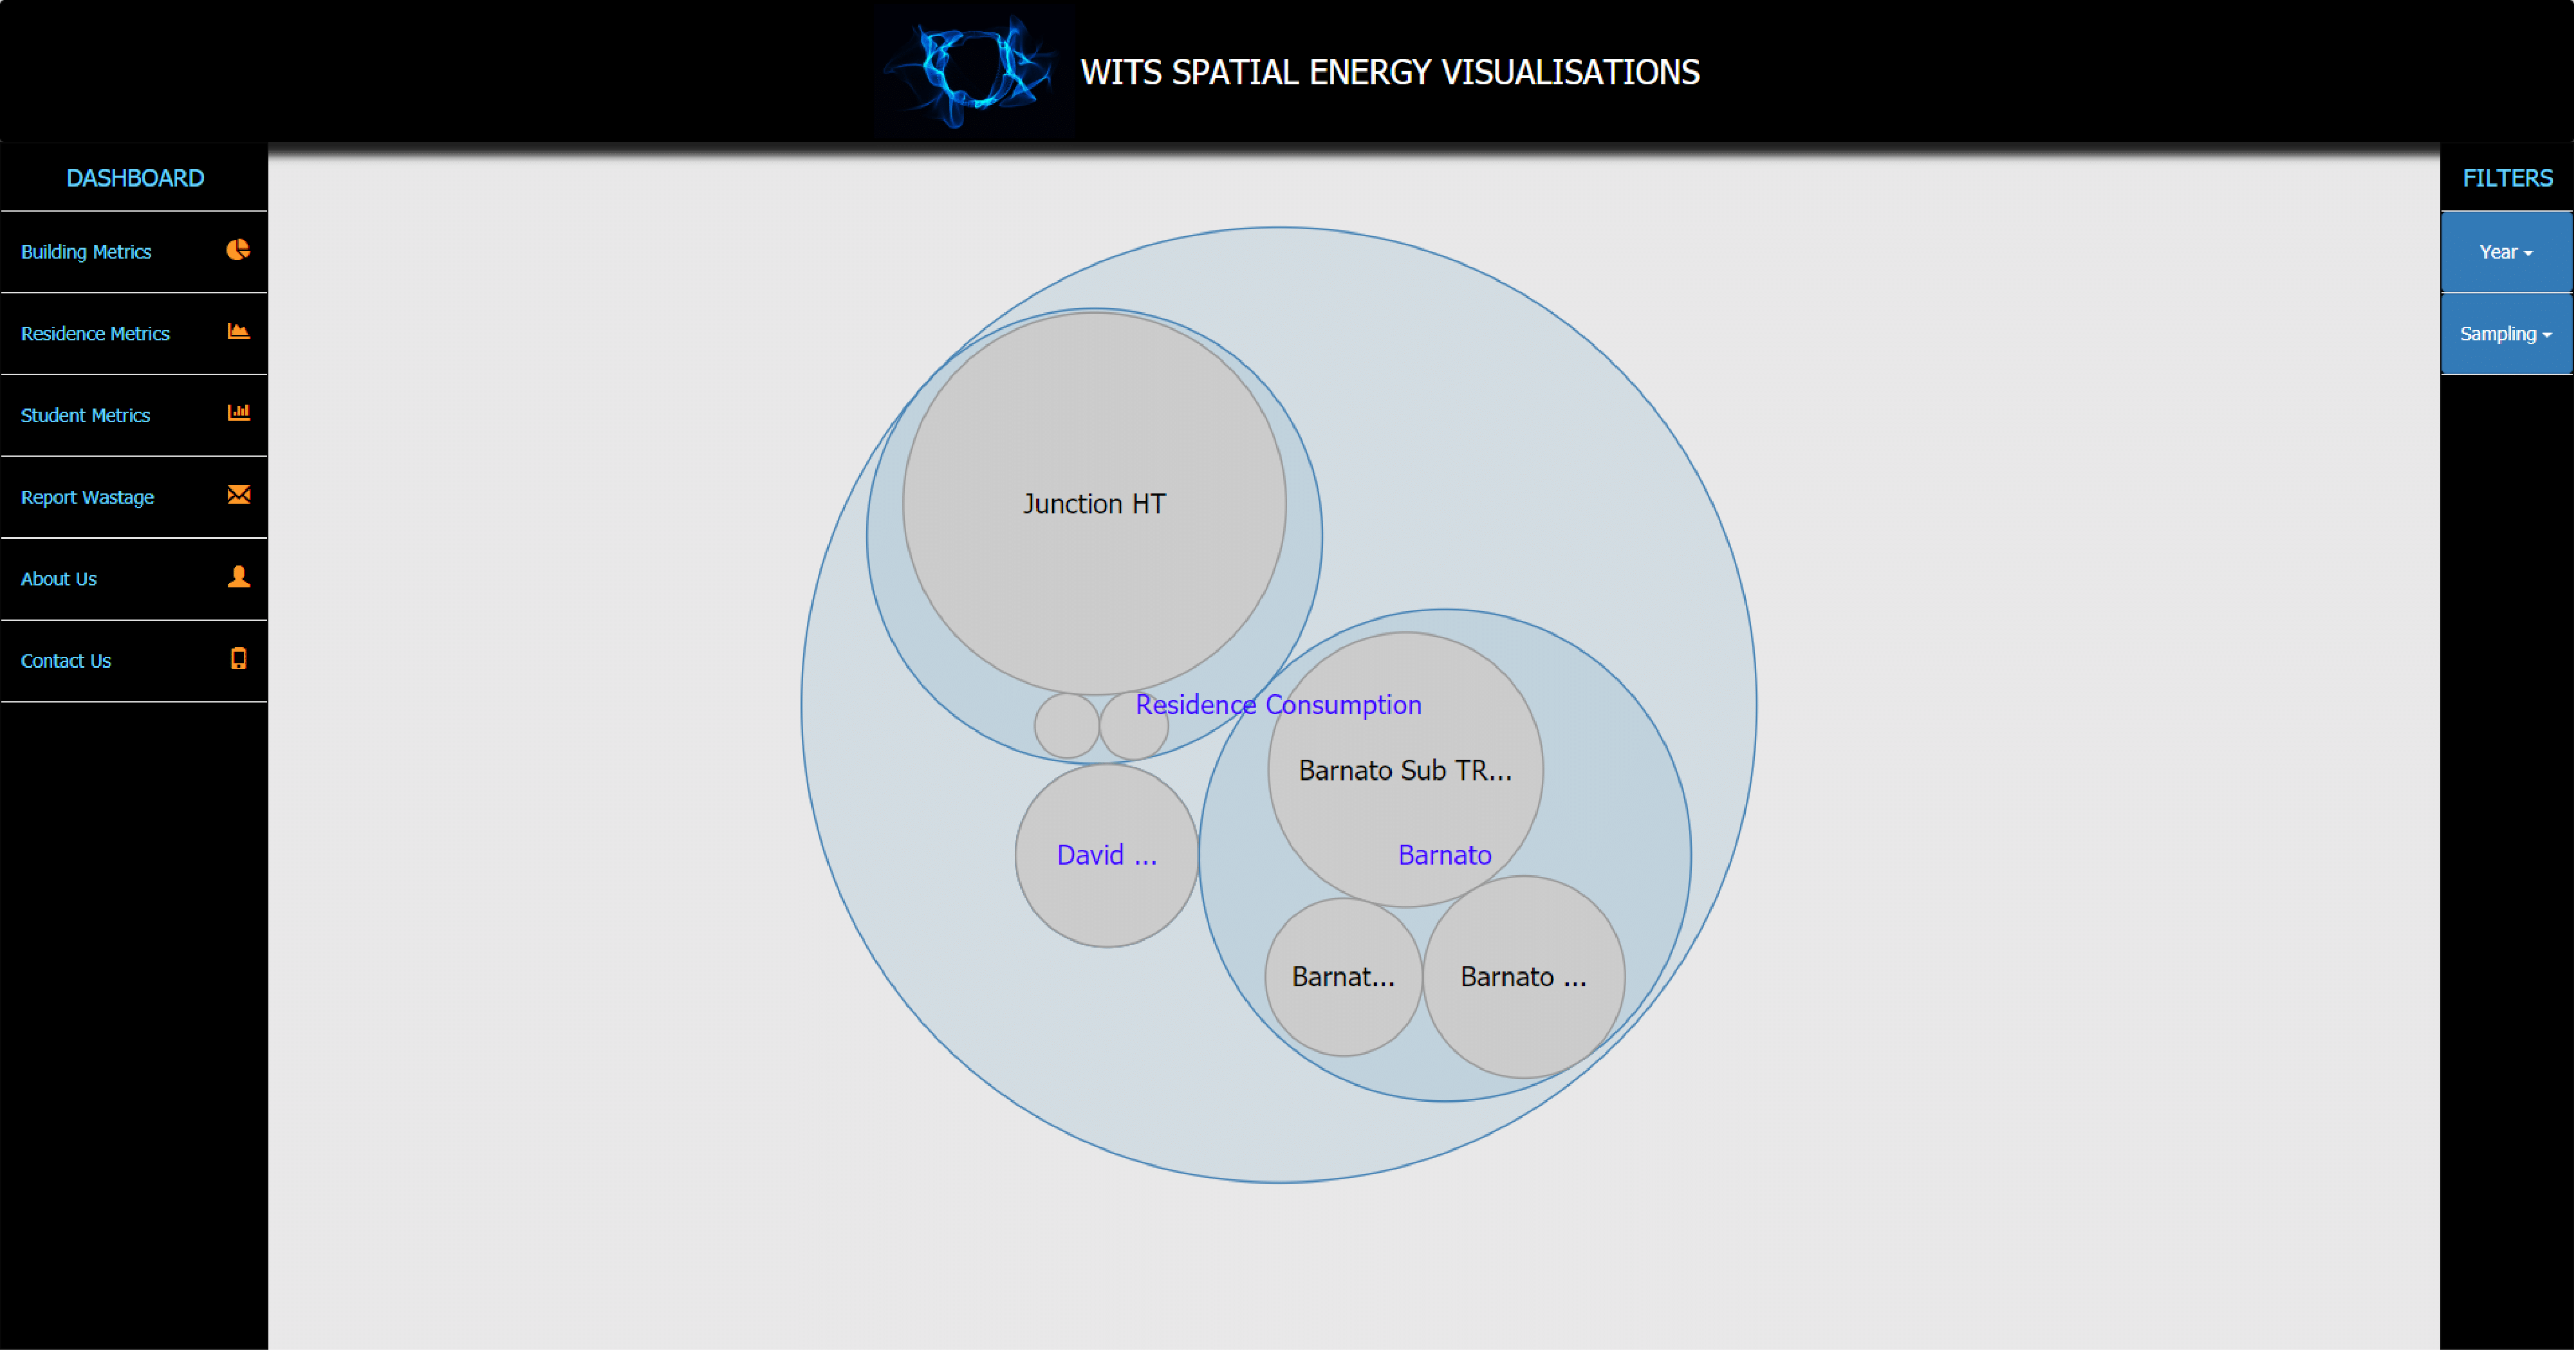 WITS SPATIAL ENERGY VISUALISATIONS
DASHBOARD
Building Metrics
Residence Metrics
Student Metrics
Report Wastage
About Us
Contact Us
Junction HT
Residence Consumption
Barnato Sub TR...
David ...
Barnato
Barnat...
Barnato ...
FILTERS
Year
Sampling